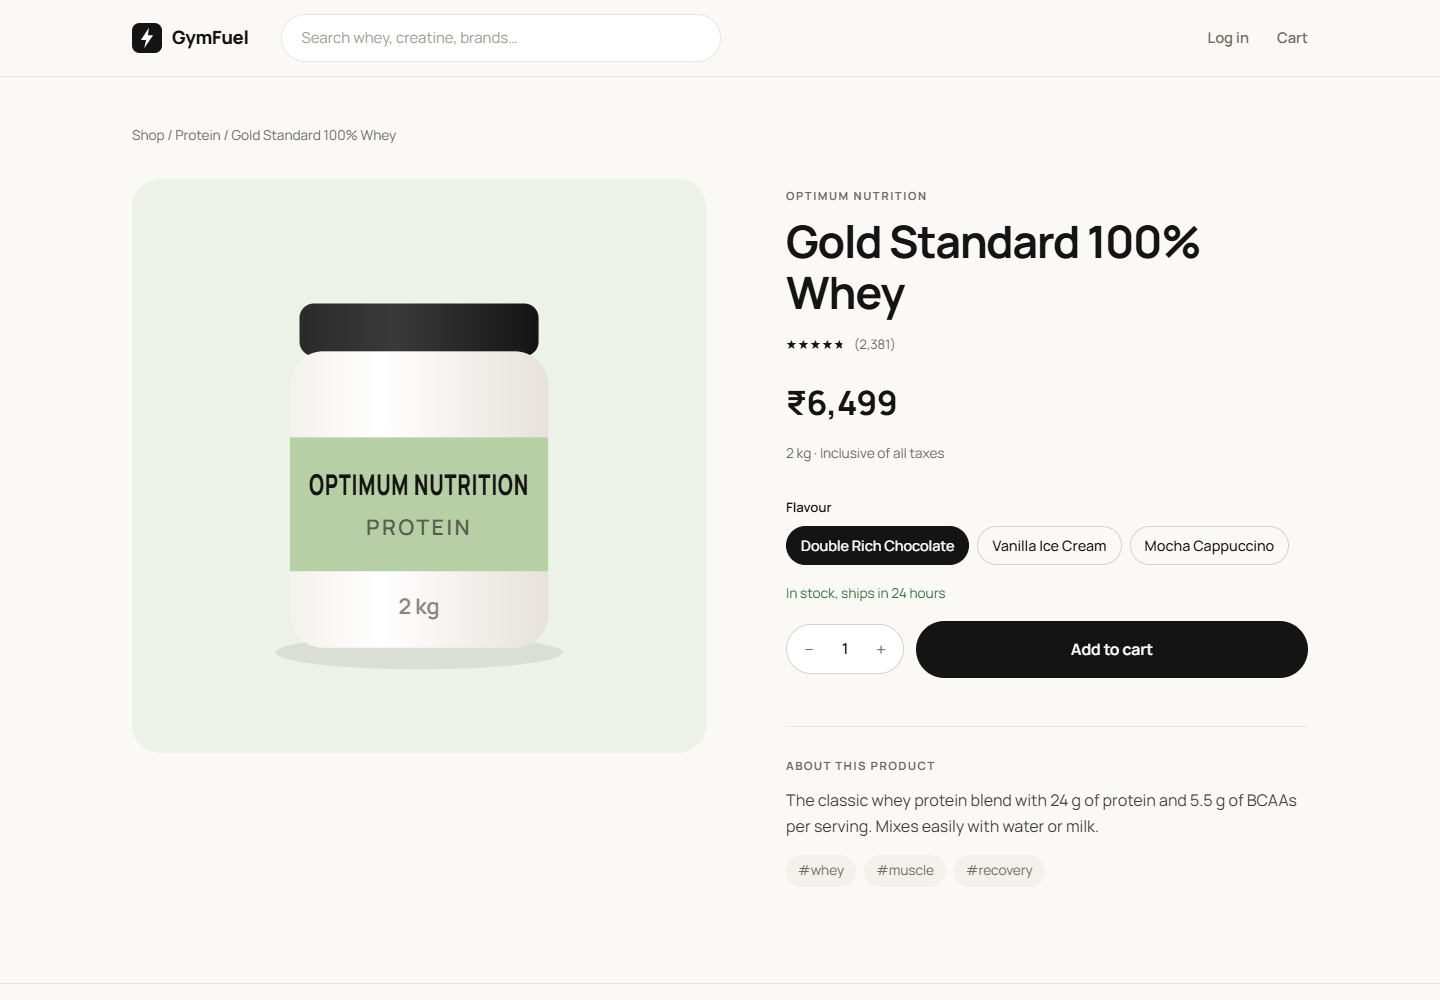 GymFuel
Search whey, creatine, brands...
Log in
Cart
Shop / Protein / Gold Standard 100% Whey
OPTIMUM NUTRITION
PROTEIN
2 kg
OPTIMUM NUTRITION
Gold Standard 100%
Whey
★★★★★ (2,381)
₹6,499
2 kg · Inclusive of all taxes
Flavour
Double Rich Chocolate
Vanilla Ice Cream
Mocha Cappuccino
In stock, ships in 24 hours
− 1 +
Add to cart
ABOUT THIS PRODUCT
The classic whey protein blend with 24 g of protein and 5.5 g of BCAAs
per serving. Mixes easily with water or milk.
#whey
#muscle
#recovery